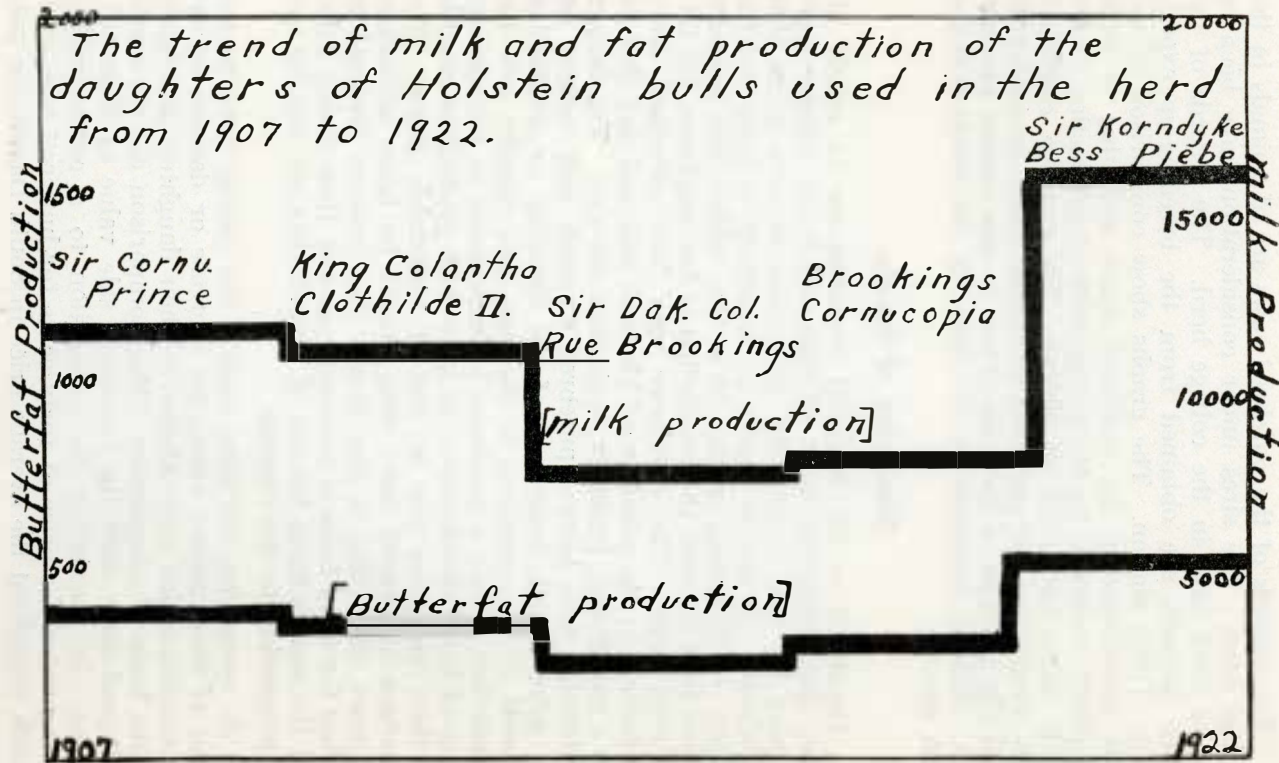 2000
20000
The trend of milk and fat production of the
daughters of Holstein bulls used in the herd
from 1907 to 1922.
Sir Korndyke
Bess Piebe
1500
15000
Butterfat Production
Milk Production
Sir Cornu.
Prince
King Colantha
Clothilde II.
Sir Dak. Col.
Rue Brookings
Brookings
Cornucopia
1000
10000
[milk production]
500
5000
[Butterfat production]
1907
1922